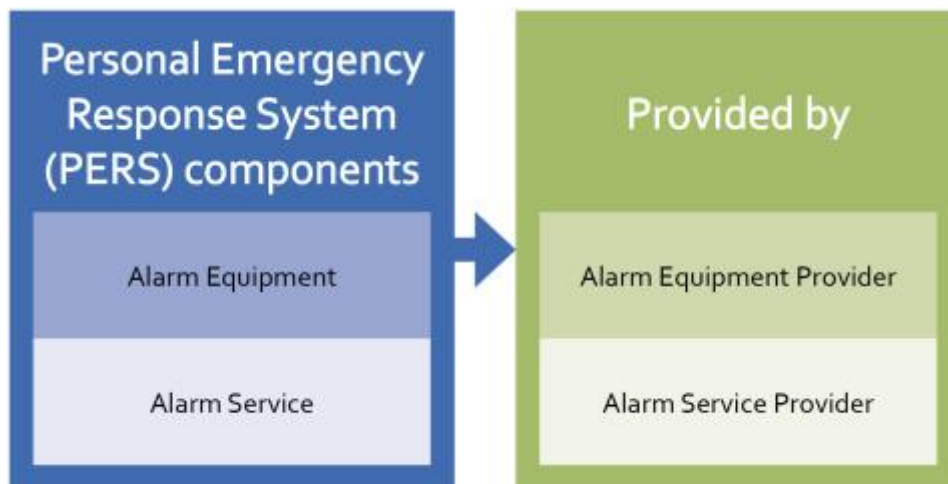 Personal Emergency
Response System
(PERS) components
Alarm Equipment
Alarm Service
Provided by
Alarm Equipment Provider
Alarm Service Provider